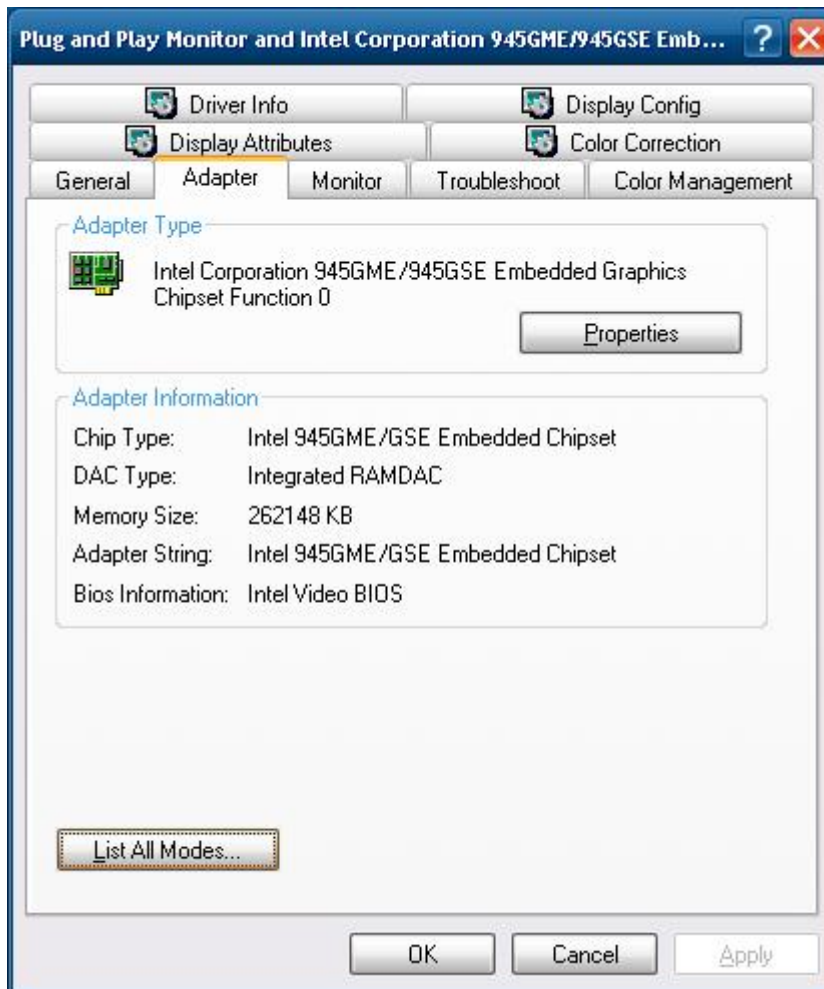 Plug and Play Monitor and Intel Corporation 945GME/945GSE Emb...
Driver Info
Display Config
Display Attributes
Color Correction
General
Adapter
Monitor
Troubleshoot
Color Management
Adapter Type
Intel Corporation 945GME/945GSE Embedded Graphics
Chipset Function 0
Properties
Adapter Information
Chip Type: Intel 945GME/GSE Embedded Chipset
DAC Type: Integrated RAMDAC
Memory Size: 262148 KB
Adapter String: Intel 945GME/GSE Embedded Chipset
Bios Information: Intel Video BIOS
List All Modes...
OK
Cancel
Apply